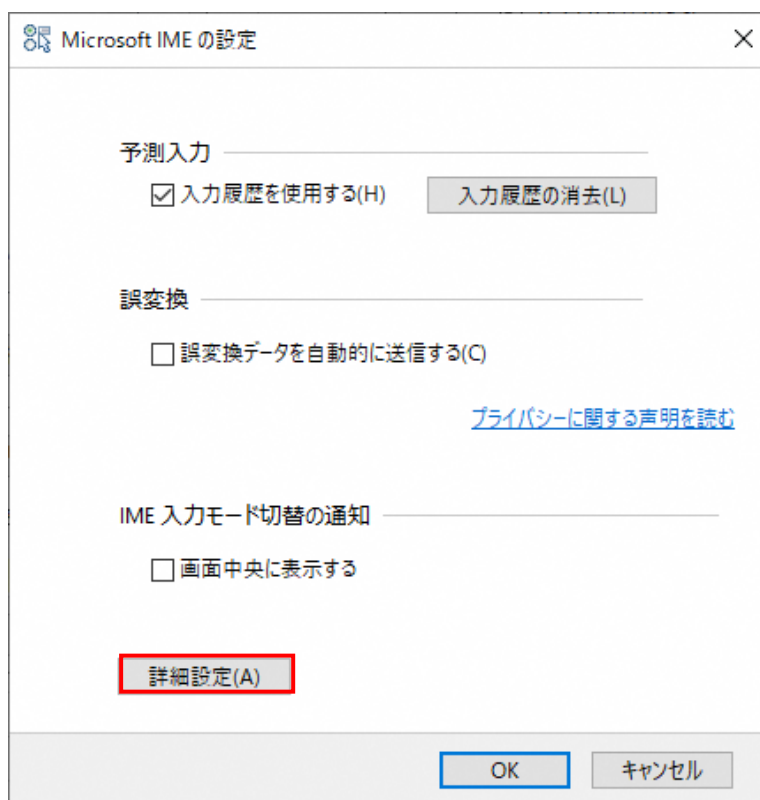 Microsoft IME の設定
予測入力
入力履歴を使用する(H)
入力履歴の消去(L)
誤変換
誤変換データを自動的に送信する(C)
プライバシーに関する声明を読む
IME 入力モード切替の通知
画面中央に表示する
詳細設定(A)
OK
キャンセル